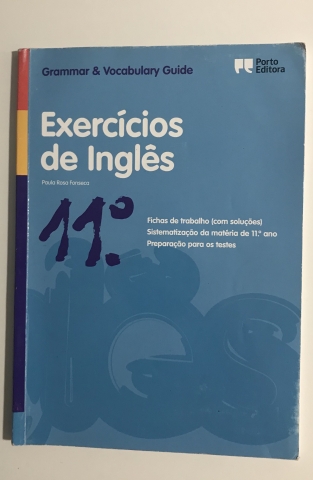 Grammar & Vocabulary Guide
Porto
Editora
Exercícios
de Inglês
Paula Rosa Fonseca
11.º
Fichas de trabalho (com soluções)
Sistematização da matéria de 11.º ano
Preparação para os testes